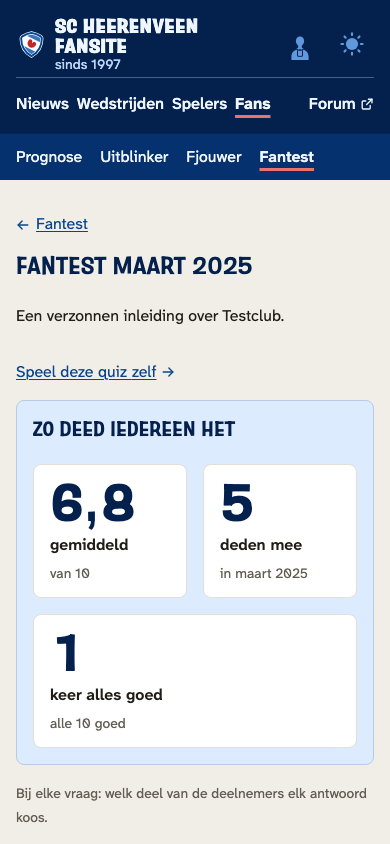 SC HEERENVEEN
FANSITE
sinds 1997
Nieuws Wedstrijden Spelers Fans Forum
Prognose Uitblinker Fjouwer Fantest
← Fantest
FANTEST MAART 2025
Een verzonnen inleiding over Testclub.
Speel deze quiz zelf →
ZO DEED IEDEREEN HET
6,8
gemiddeld
van 10
5
deden mee
in maart 2025
1
keer alles goed
alle 10 goed
Bij elke vraag: welk deel van de deelnemers elk antwoord
koos.